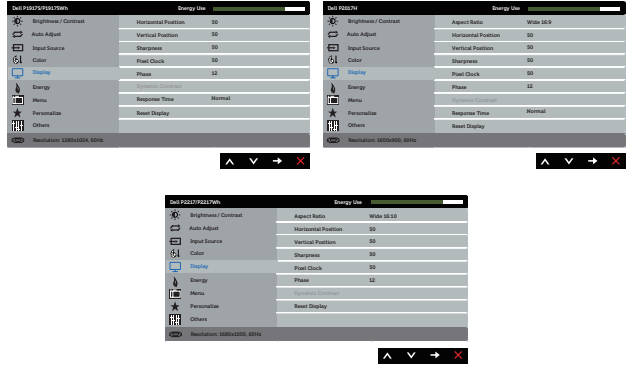 Dell P1917S/P1917SWh Energy Use
Brightness / Contrast Horizontal Position 50
Auto Adjust Vertical Position 50
Input Source Sharpness 50
Color Pixel Clock 50
Display Phase 12
Energy Dynamic Contrast
Menu Response Time Normal
Personalize Reset Display
Others
Resolution: 1280x1024, 60Hz
Dell P2017H Energy Use
Brightness / Contrast Aspect Ratio Wide 16:9
Auto Adjust Horizontal Position 50
Input Source Vertical Position 50
Color Sharpness 50
Display Pixel Clock 50
Energy Phase 12
Menu Dynamic Contrast
Personalize Response Time Normal
Others Reset Display
Resolution: 1600x900, 60Hz
Dell P2217/P2217Wh Energy Use
Brightness / Contrast Aspect Ratio Wide 16:10
Auto Adjust Horizontal Position 50
Input Source Vertical Position 50
Color Sharpness 50
Display Pixel Clock 50
Energy Phase 12
Menu Dynamic Contrast
Personalize Reset Display
Others
Resolution: 1680x1050, 60Hz